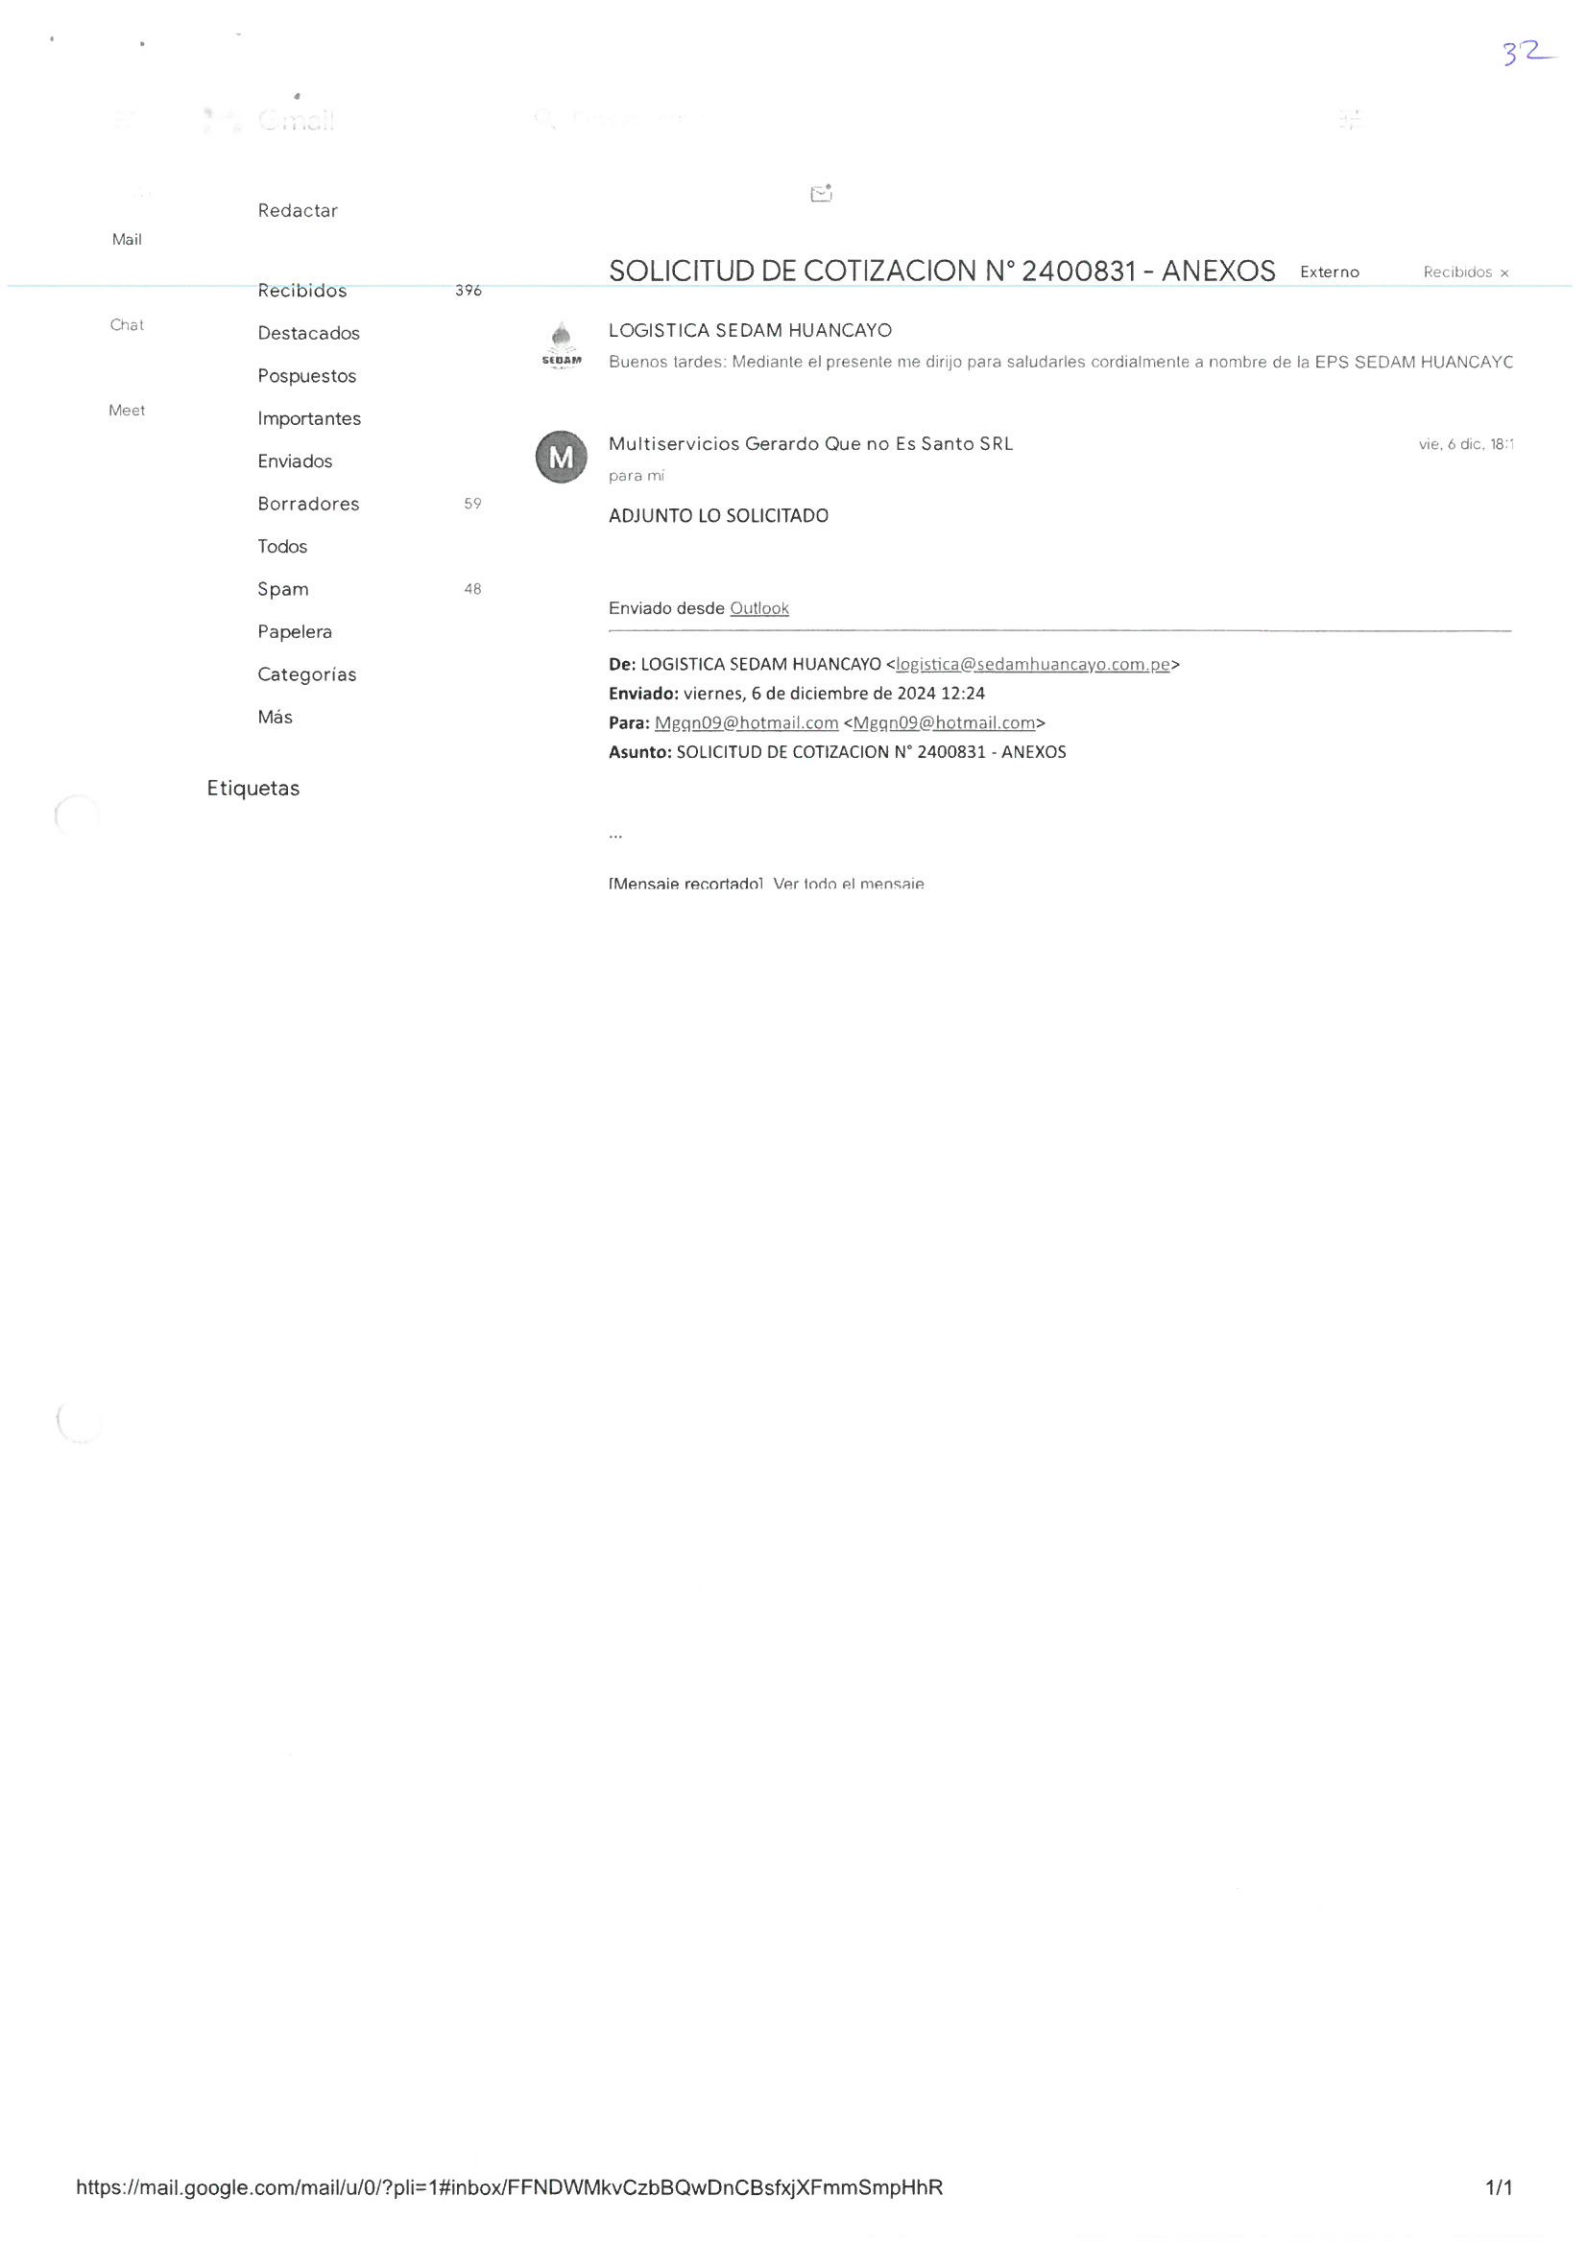 32
Gmail
Redactar
Mail
Recibidos 396
Chat
Destacados
Pospuestos
Meet
Importantes
Enviados
Borradores 59
Todos
Spam 48
Papelera
Categorías
Más
Etiquetas
SOLICITUD DE COTIZACION N° 2400831 - ANEXOS Externo Recibidos ×
SEDAM
LOGISTICA SEDAM HUANCAYO
Buenos tardes: Mediante el presente me dirijo para saludarles cordialmente a nombre de la EPS SEDAM HUANCAYC
M
Multiservicios Gerardo Que no Es Santo SRL vie, 6 dic, 18:1
para mí
ADJUNTO LO SOLICITADO
Enviado desde Outlook
De: LOGISTICA SEDAM HUANCAYO <logistica@sedamhuancayo.com.pe>
Enviado: viernes, 6 de diciembre de 2024 12:24
Para: Mgqn09@hotmail.com <Mgqn09@hotmail.com>
Asunto: SOLICITUD DE COTIZACION N° 2400831 - ANEXOS
...
[Mensaje recortado] Ver todo el mensaje
https://mail.google.com/mail/u/0/?pli=1#inbox/FFNDWMkvCzbBQwDnCBsfxjXFmmSmpHhR 1/1